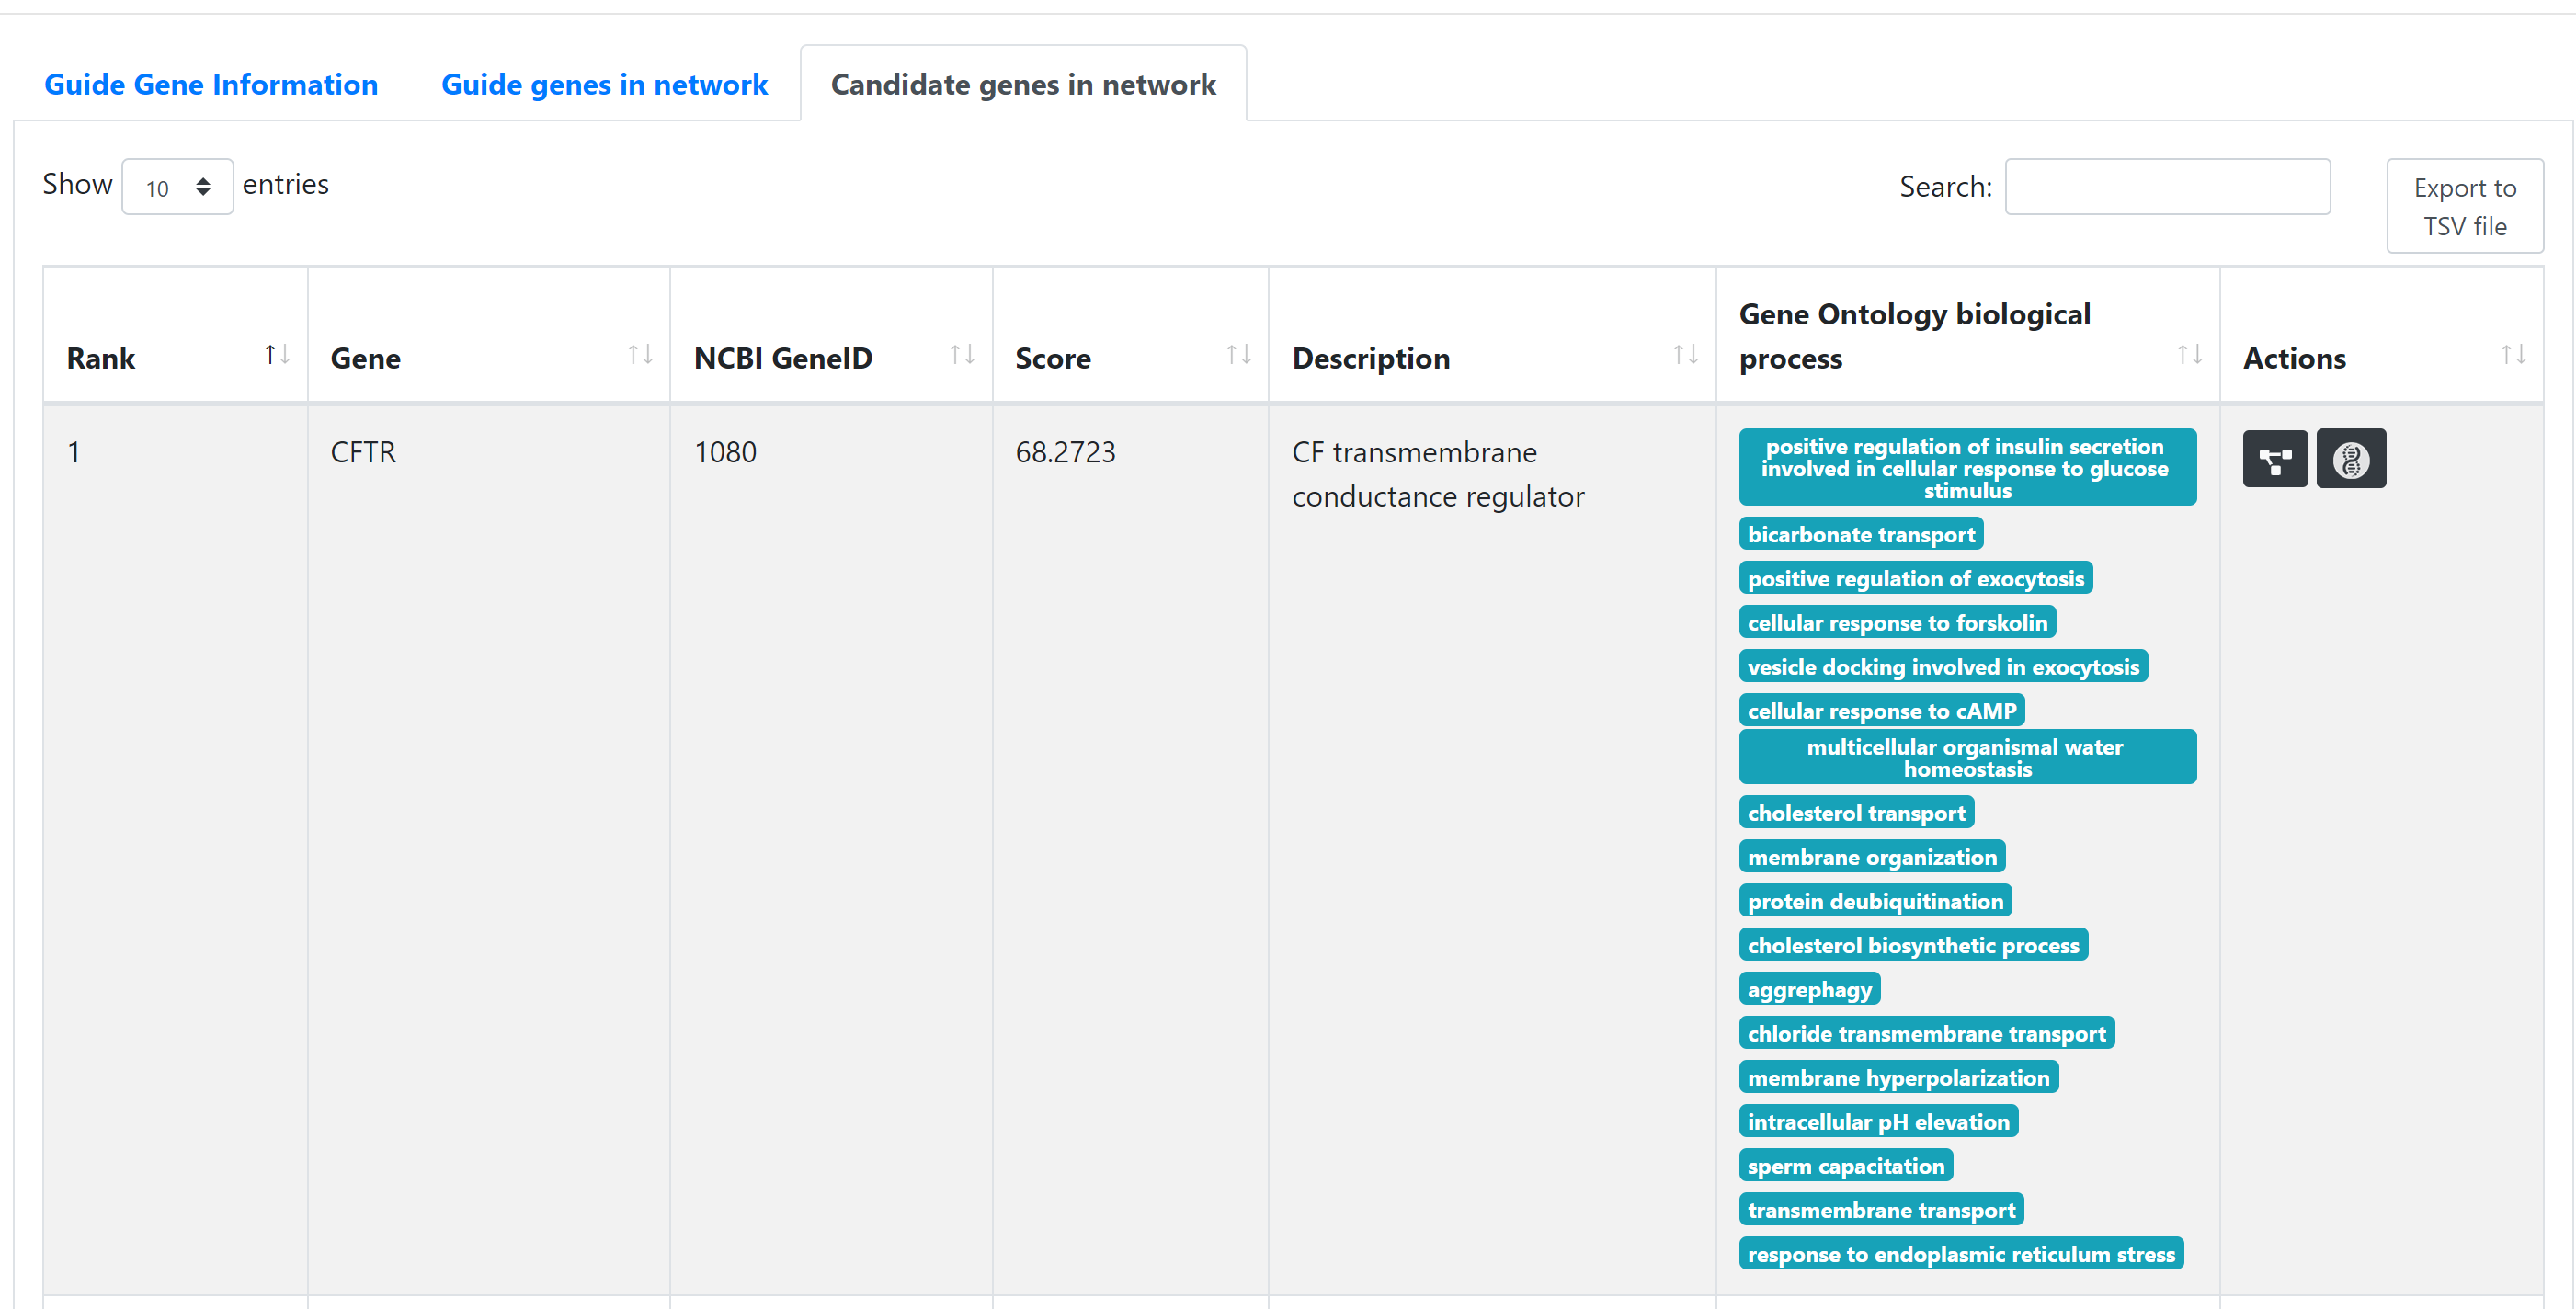 Guide Gene Information
Guide genes in network
Candidate genes in network
Show 10 entries
Search:
Export to
TSV file
Rank
Gene
NCBI GeneID
Score
Description
Gene Ontology biological
process
Actions
1
CFTR
1080
68.2723
CF transmembrane
conductance regulator
positive regulation of insulin secretion
involved in cellular response to glucose
stimulus
bicarbonate transport
positive regulation of exocytosis
cellular response to forskolin
vesicle docking involved in exocytosis
cellular response to cAMP
multicellular organismal water
homeostasis
cholesterol transport
membrane organization
protein deubiquitination
cholesterol biosynthetic process
aggrephagy
chloride transmembrane transport
membrane hyperpolarization
intracellular pH elevation
sperm capacitation
transmembrane transport
response to endoplasmic reticulum stress